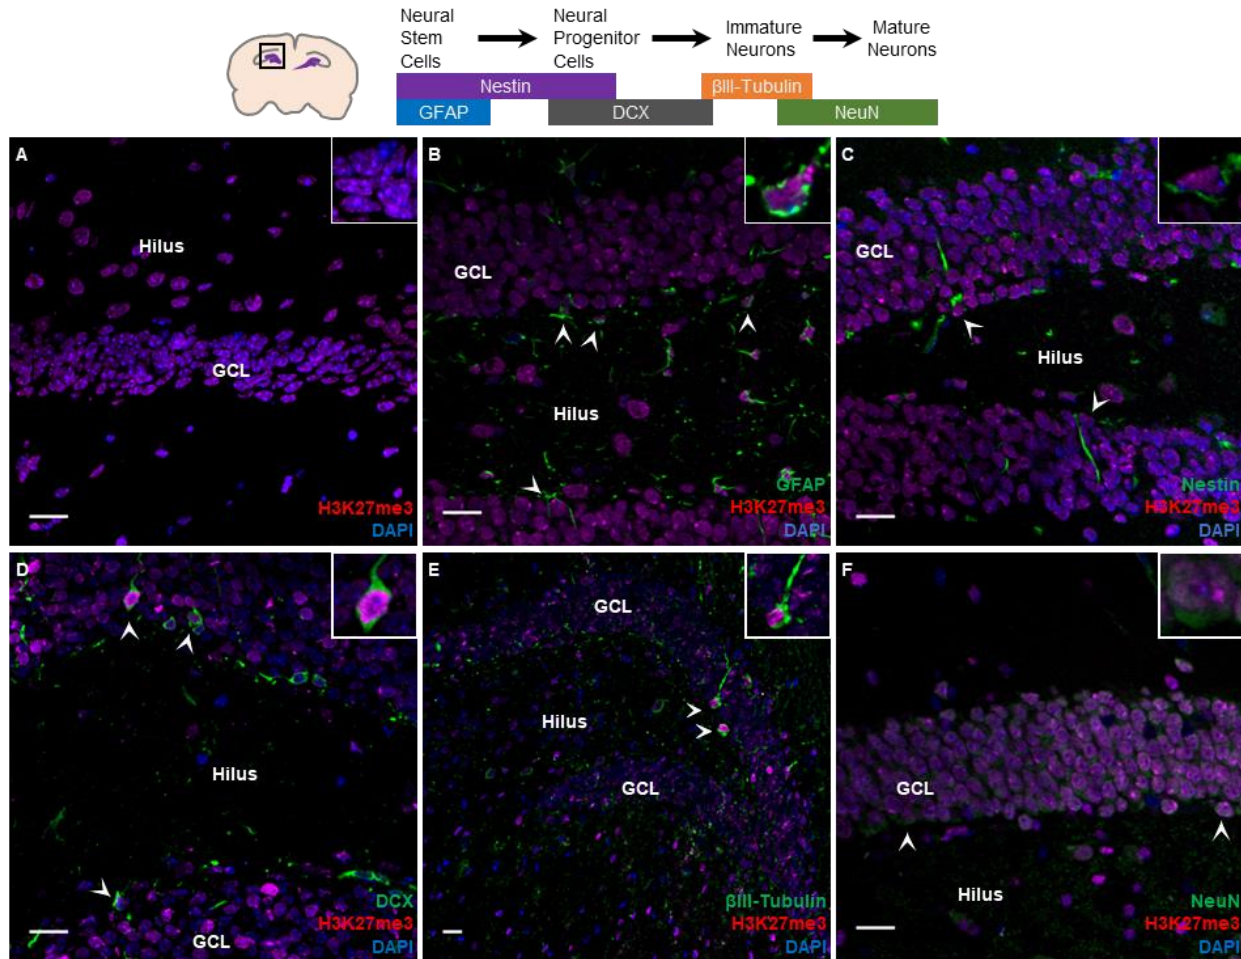 Neural
Stem
Cells
Neural
Progenitor
Cells
Immature
Neurons
Mature
Neurons
Nestin
βIII-Tubulin
GFAP
DCX
NeuN
A
Hilus
GCL
H3K27me3
DAPI
B
GCL
Hilus
GFAP
H3K27me3
DAPI
C
GCL
Hilus
Nestin
H3K27me3
DAPI
D
Hilus
GCL
DCX
H3K27me3
DAPI
E
GCL
Hilus
GCL
βIII-Tubulin
H3K27me3
DAPI
F
GCL
Hilus
NeuN
H3K27me3
DAPI